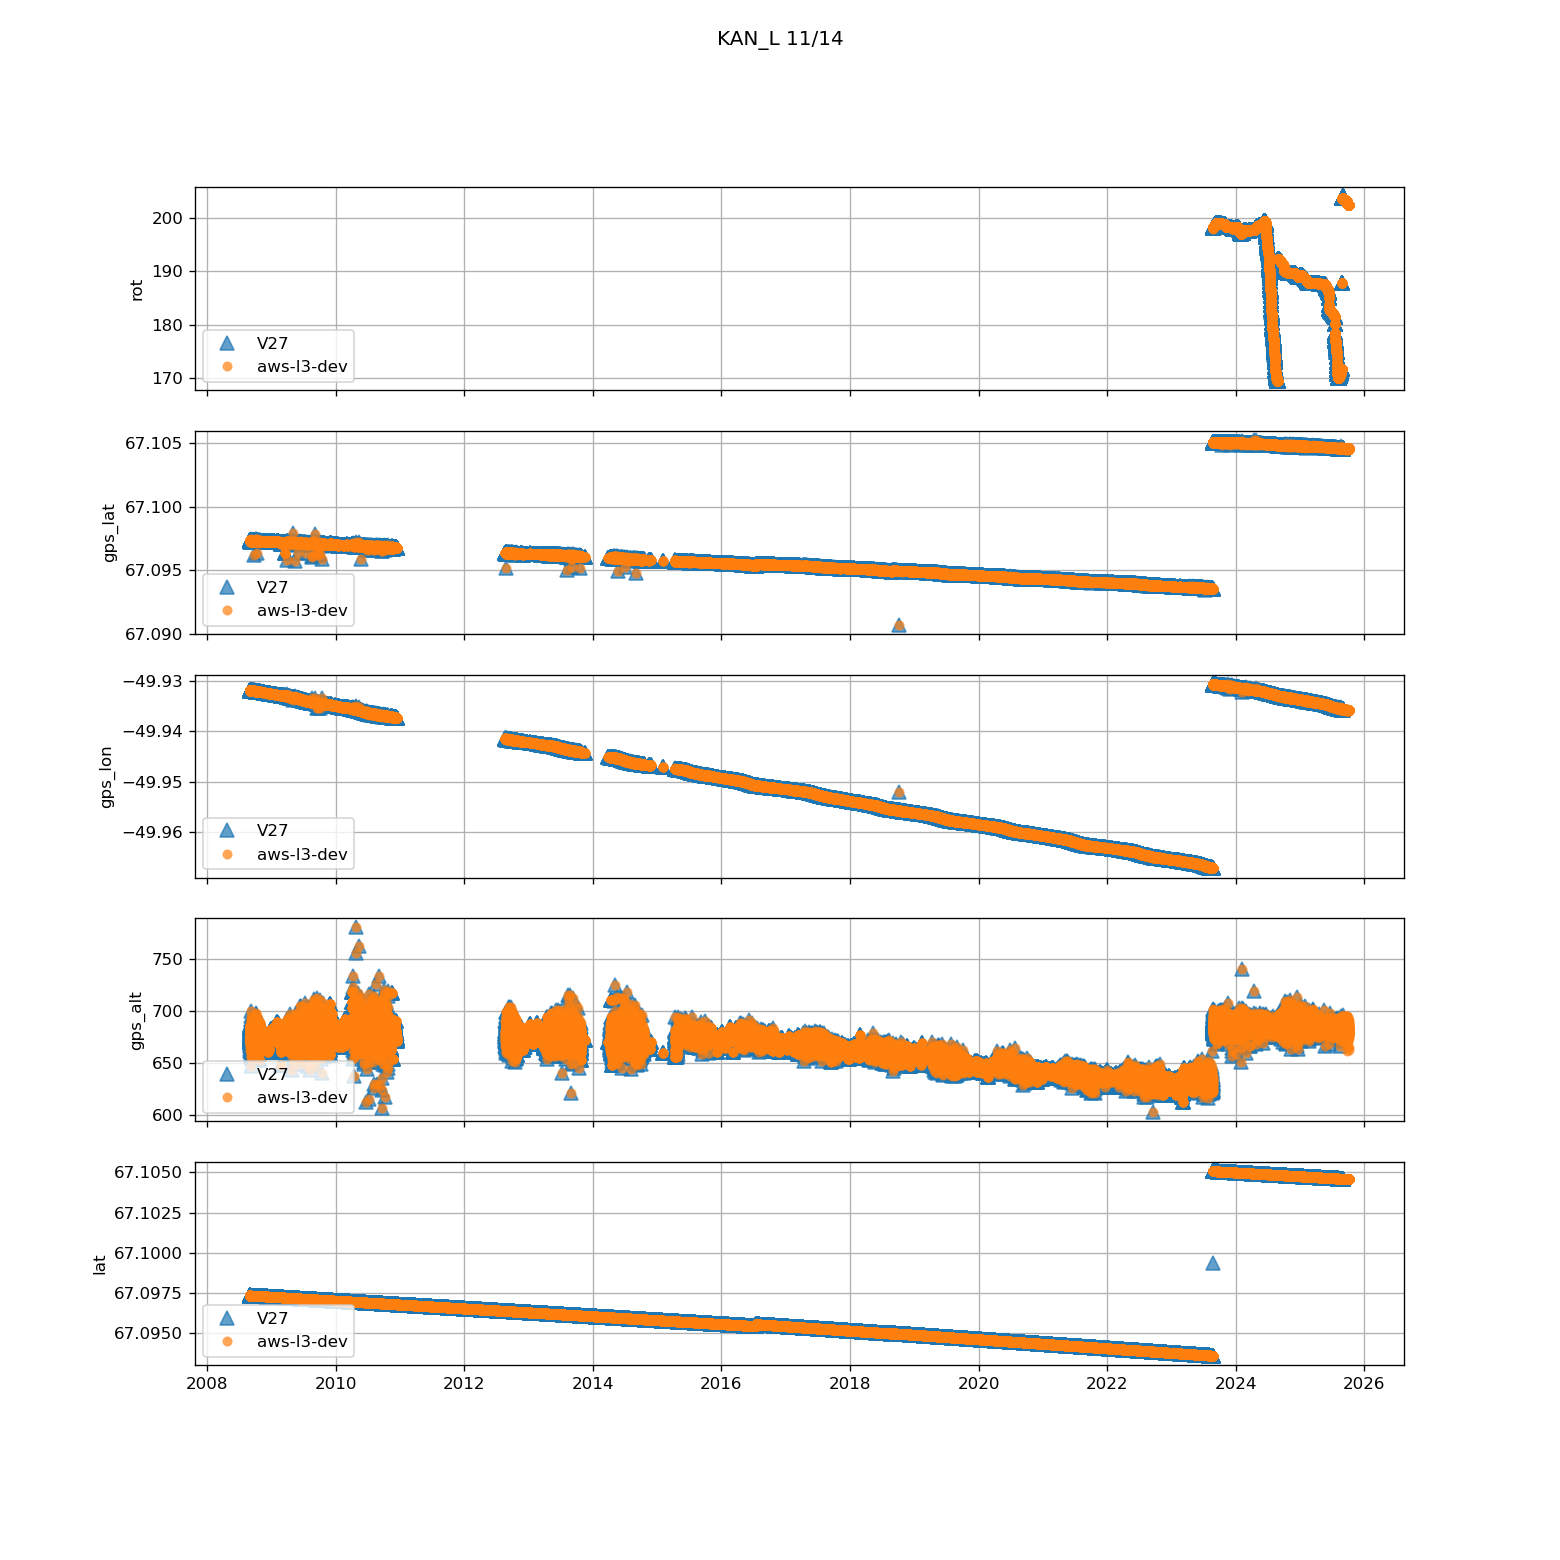 KAN_L 11/14
rot
200
190
180
170
V27
aws-l3-dev
gps_lat
67.105
67.100
67.095
67.090
V27
aws-l3-dev
gps_lon
−49.93
−49.94
−49.95
−49.96
V27
aws-l3-dev
gps_alt
750
700
650
600
V27
aws-l3-dev
lat
67.1050
67.1025
67.1000
67.0975
67.0950
V27
aws-l3-dev
2008 2010 2012 2014 2016 2018 2020 2022 2024 2026